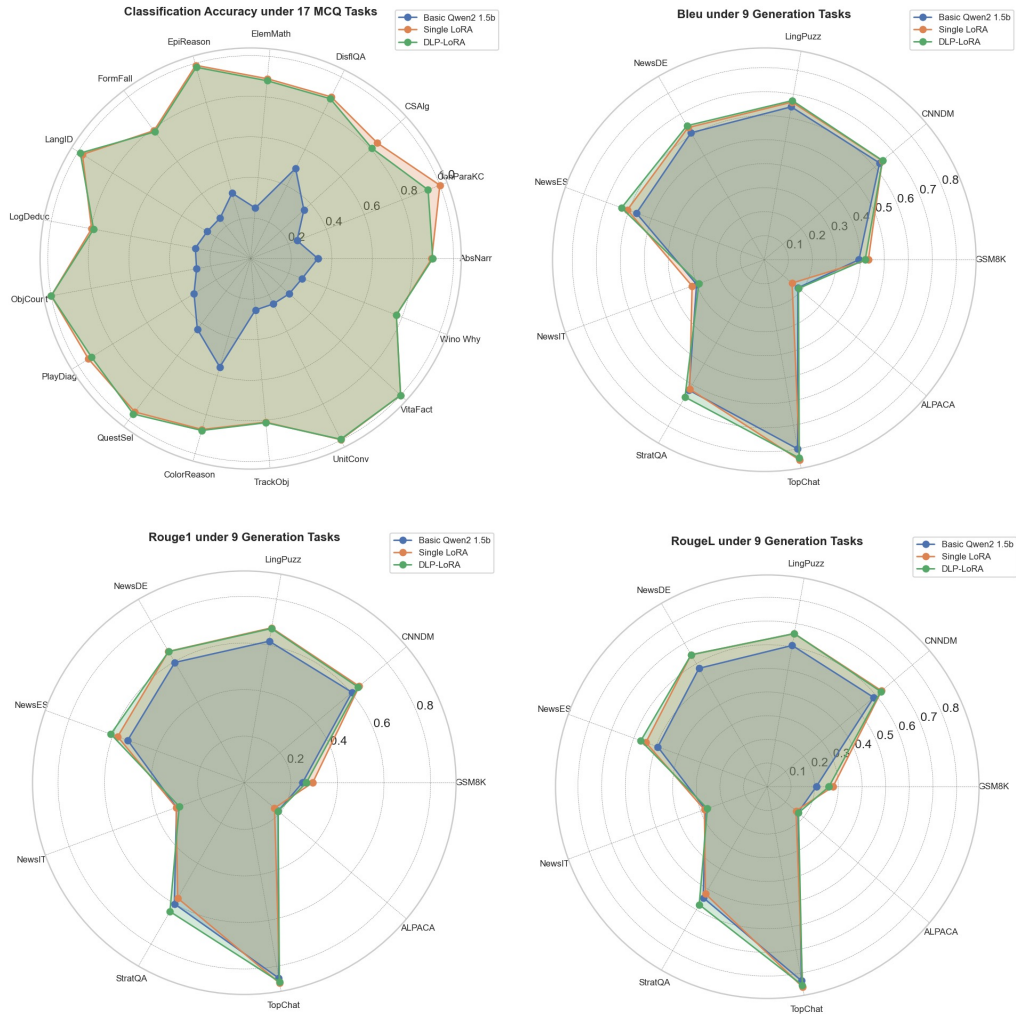 Classification Accuracy under 17 MCQ Tasks
Basic Qwen2 1.5b
Single LoRA
DLP-LoRA
ElemMath
EpiReason
DisflQA
FormFall
CSAlg
LangID
1.0
0.8
0.6
0.4
0.2
LogDeduc
AbsNarr
ObjCount
Wino Why
PlayDiag
VitaFact
QuestSel
UnitConv
ColorReason
TrackObj
Bleu under 9 Generation Tasks
Basic Qwen2 1.5b
Single LoRA
DLP-LoRA
LingPuzz
NewsDE
CNNDM
0.8
0.7
0.6
0.5
0.4
0.3
0.2
0.1
NewsES
GSM8K
NewsIT
ALPACA
StratQA
TopChat
Rouge1 under 9 Generation Tasks
Basic Qwen2 1.5b
Single LoRA
DLP-LoRA
LingPuzz
NewsDE
CNNDM
0.8
0.6
0.4
0.2
NewsES
GSM8K
NewsIT
ALPACA
StratQA
TopChat
RougeL under 9 Generation Tasks
Basic Qwen2 1.5b
Single LoRA
DLP-LoRA
LingPuzz
NewsDE
CNNDM
0.8
0.7
0.6
0.5
0.4
0.3
0.2
0.1
NewsES
GSM8K
NewsIT
ALPACA
StratQA
TopChat